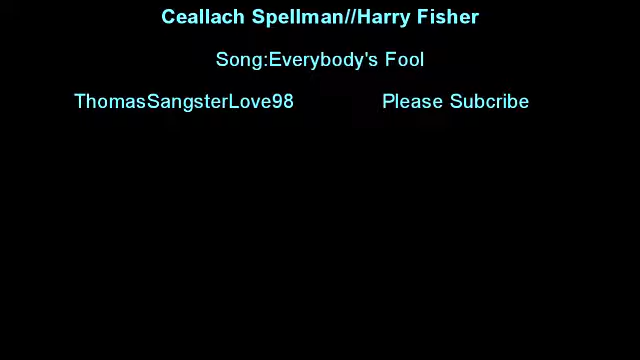 Ceallach Spellman//Harry Fisher
Song:Everybody's Fool
ThomasSangsterLove98 Please Subcribe